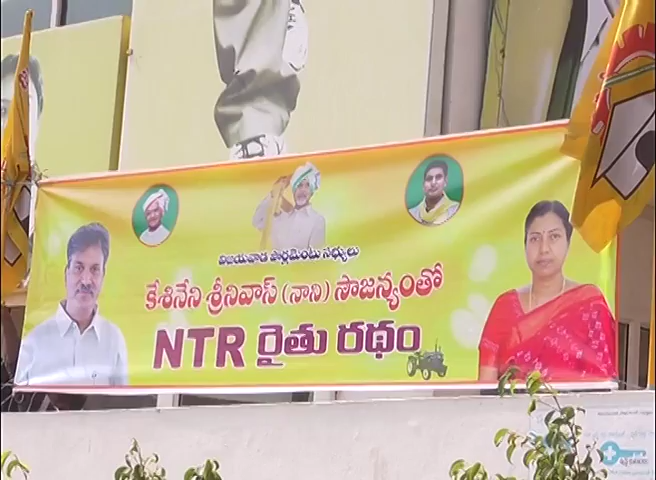 విజయవాడ పార్లమెంటు సభ్యులు
కేశినేని శ్రీనివాస్ (నాని) సౌజన్యంతో
NTR రైతు రథం